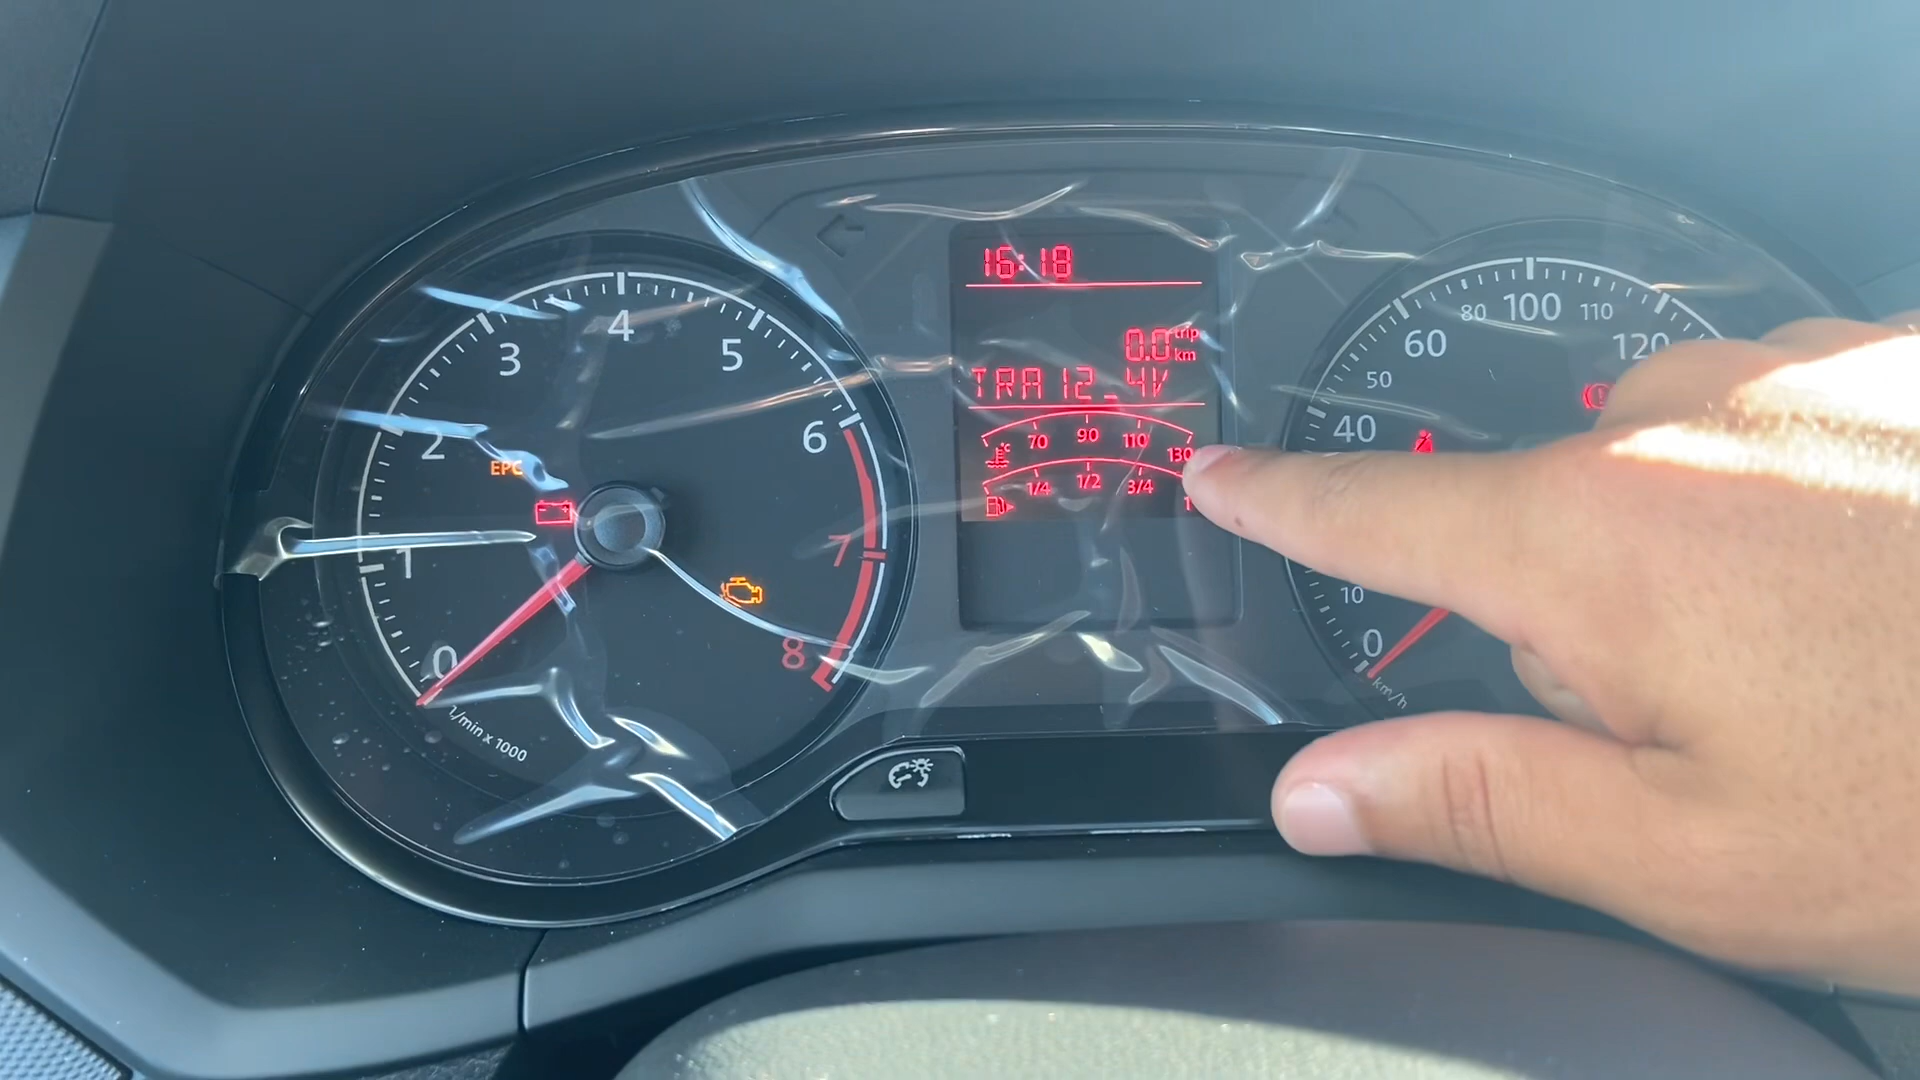 16:18
0.0 trip km
TRA 12_4V
70 90 110 130
1/4 1/2 3/4 1
0 1 2 3 4 5 6 7 8
EPC
1/min x 1000
0 10 40 50 60 80 100 110 120
km/h